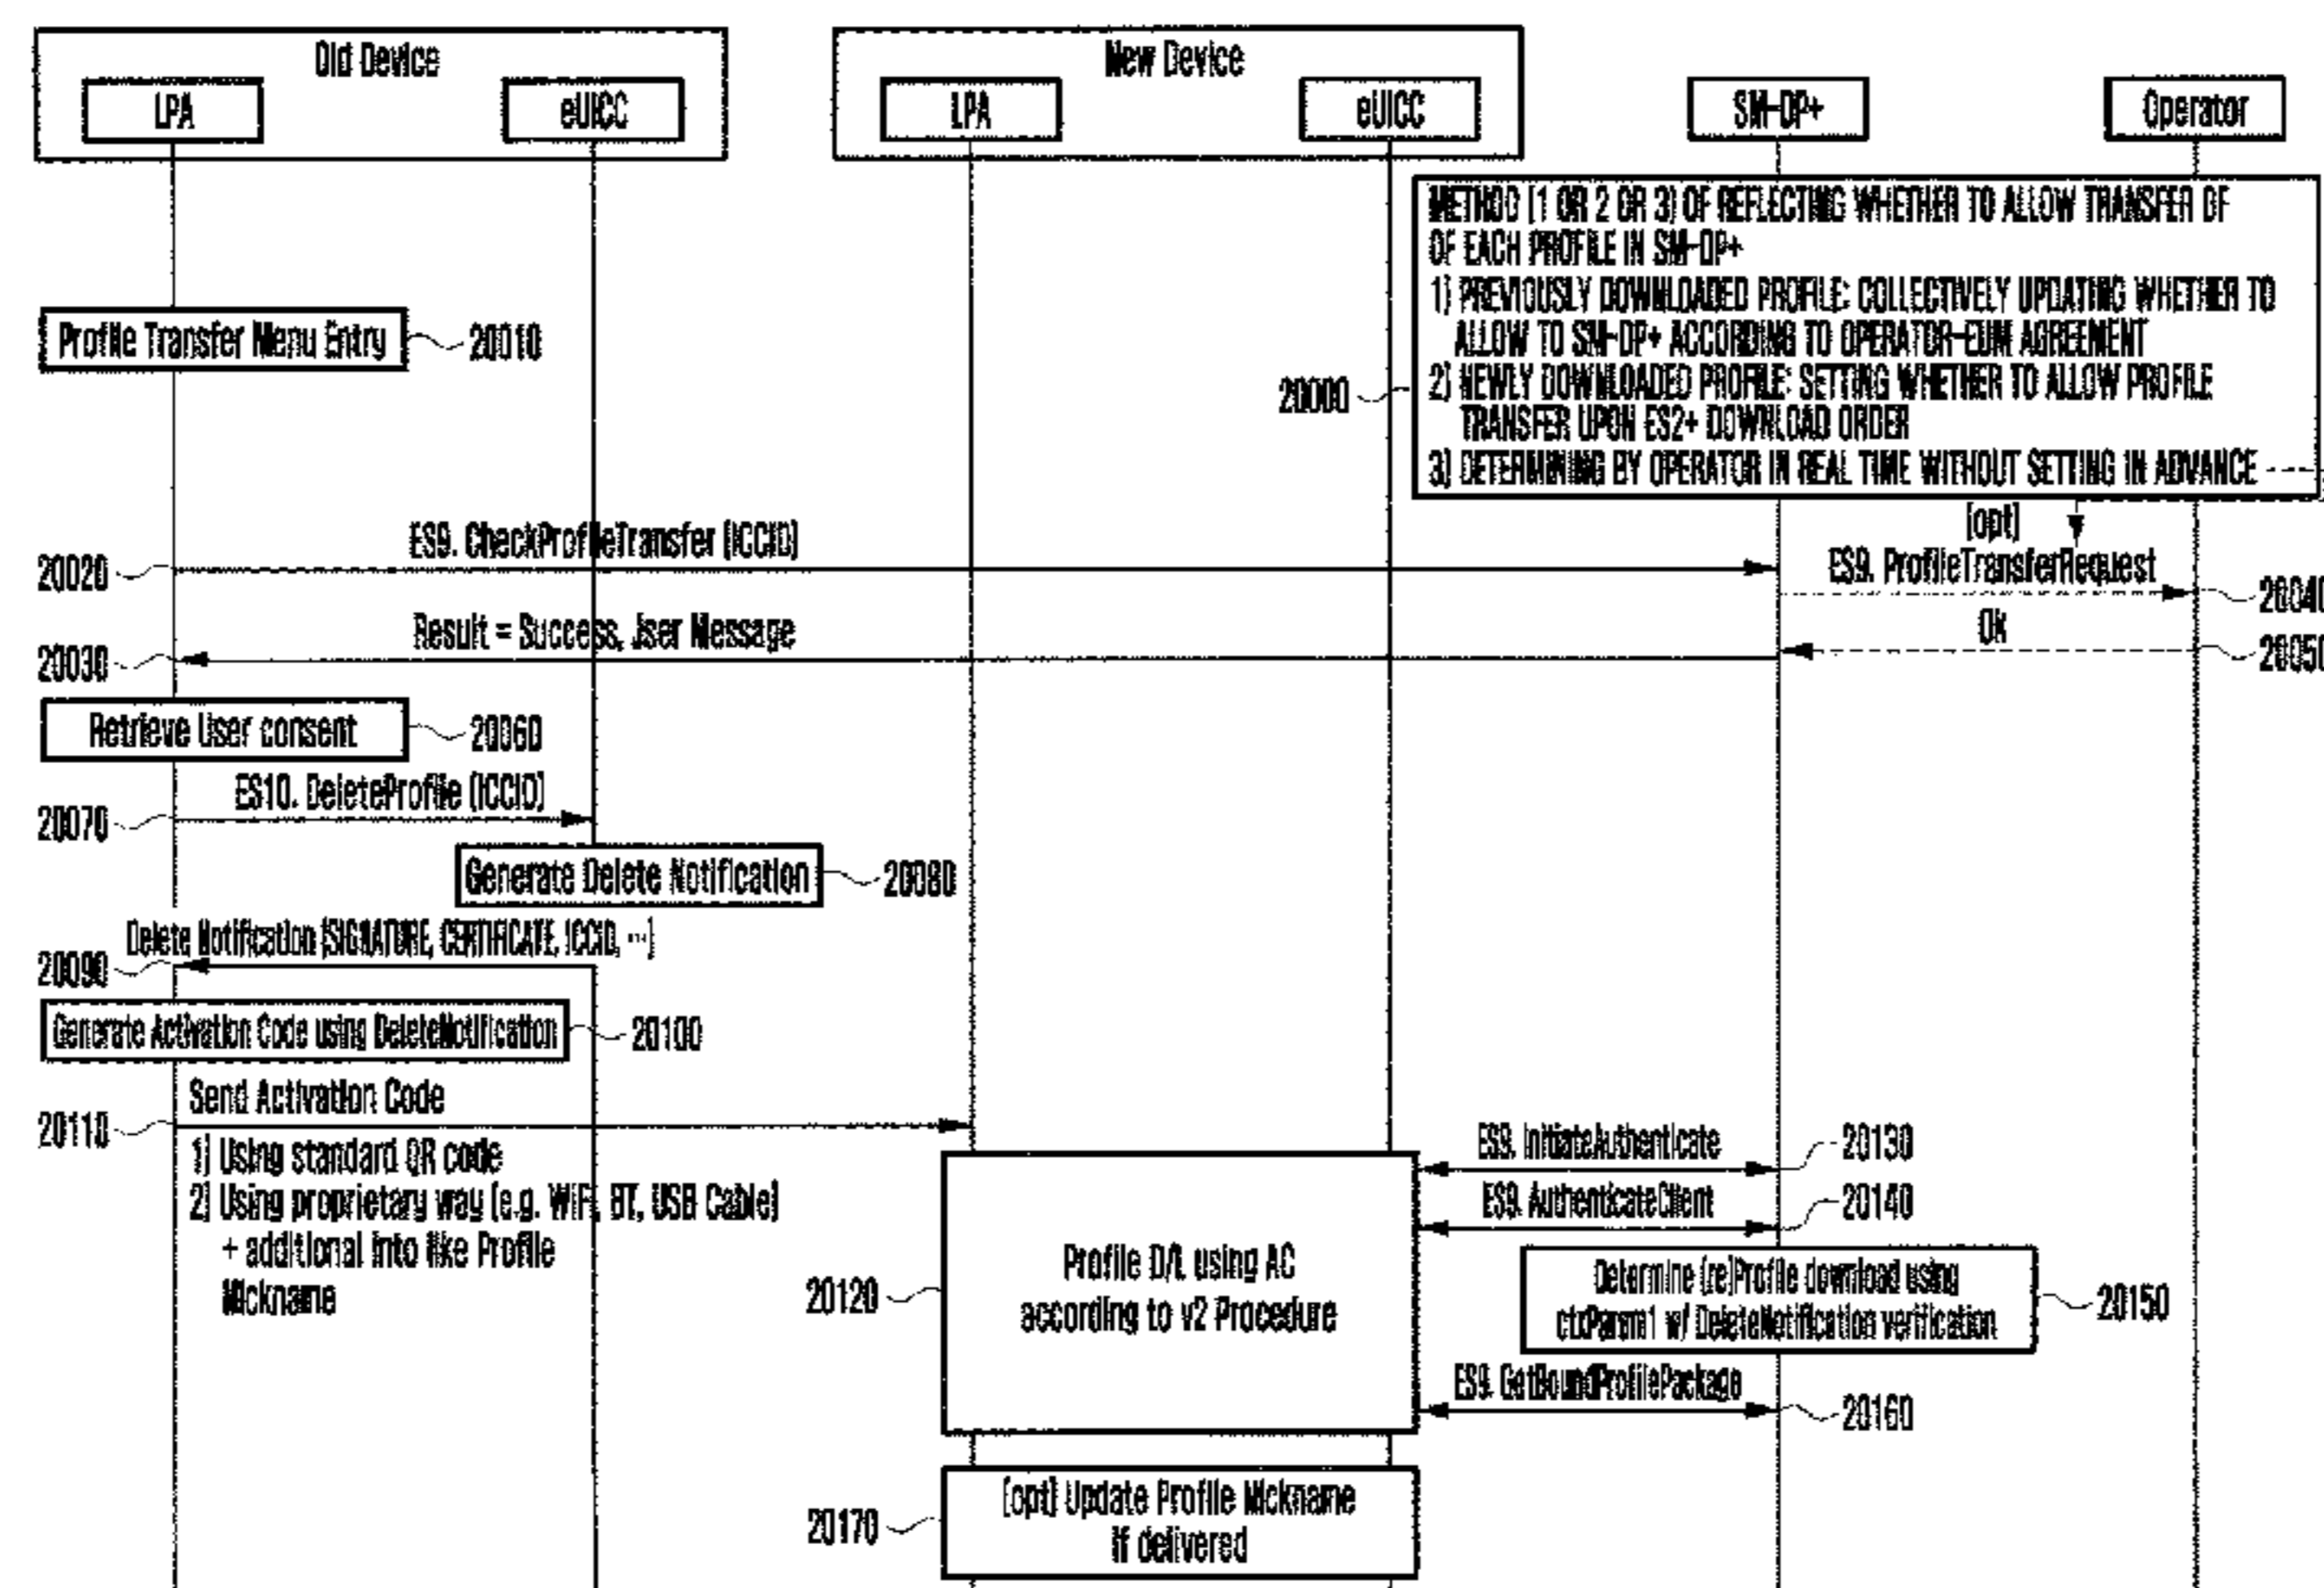 Old Device
New Device
LPA
eUICC
LPA
eUICC
SM-DP+
Operator
METHOD (1 OR 2 OR 3) OF REFLECTING WHETHER TO ALLOW TRANSFER OF
OF EACH PROFILE IN SM-DP+
1) PREVIOUSLY DOWNLOADED PROFILE: COLLECTIVELY UPDATING WHETHER TO
ALLOW TO SM-DP+ ACCORDING TO OPERATOR-EUM AGREEMENT
2) NEWLY DOWNLOADED PROFILE: SETTING WHETHER TO ALLOW PROFILE
TRANSFER UPON ES2+ DOWNLOAD ORDER
3) DETERMINING BY OPERATOR IN REAL TIME WITHOUT SETTING IN ADVANCE
20000
Profile Transfer Menu Entry
20010
ES9. CheckProfileTransfer (ICCID)
20020
[opt]
ES9. ProfileTransferRequest
20040
Result = Success, User Message
20030
Ok
20050
Retrieve User consent
20060
ES10. DeleteProfile (ICCID)
20070
Generate Delete Notification
20080
Delete Notification (SIGNATURE, CERTIFICATE, ICCID, ···)
20090
Generate Activation Code using DeleteNotification
20100
Send Activation Code
20110
1) Using standard QR code
2) Using proprietary way (e.g. WiFi, BT, USB Cable)
+ additional into like Profile
Nickname
ES9. InitiateAuthenticate
20130
ES9. AuthenticateClient
20140
Profile D/L using AC
according to v2 Procedure
20120
Determine (re)Profile download using
ctxParam1 w/ DeleteNotification verification
20150
ES9. GetBoundProfilePackage
20160
[opt] Update Profile Nickname
if delivered
20170